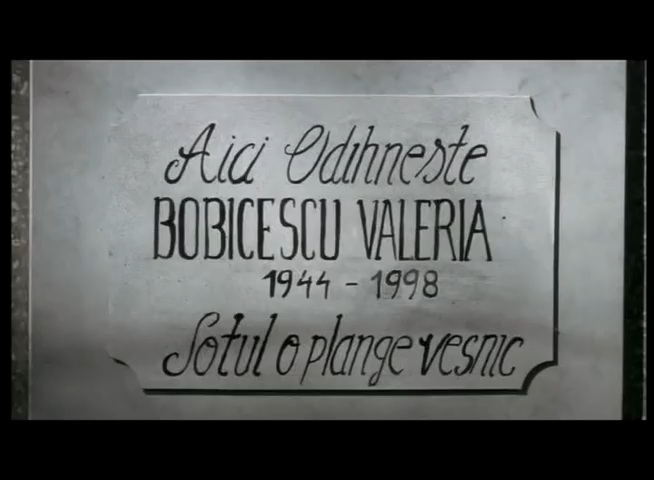 Aici Odihneste
BOBICESCU VALERIA
1944 - 1998
Sotul o plange vesnic